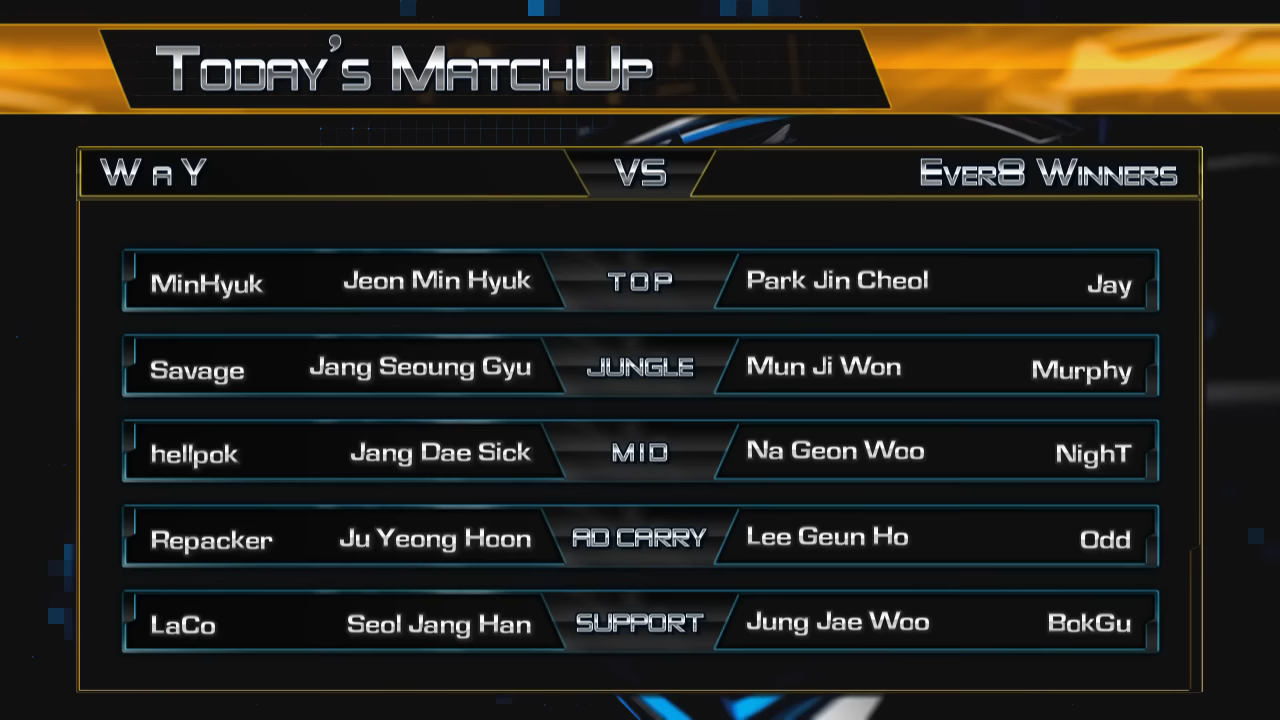 Today's MatchUp
WaY VS Ever8 Winners
MinHyuk Jeon Min Hyuk TOP Park Jin Cheol Jay
Savage Jang Seoung Gyu JUNGLE Mun Ji Won Murphy
hellpok Jang Dae Sick MID Na Geon Woo NighT
Repacker Ju Yeong Hoon AD CARRY Lee Geun Ho Odd
LaCo Seol Jang Han SUPPORT Jung Jae Woo BokGu